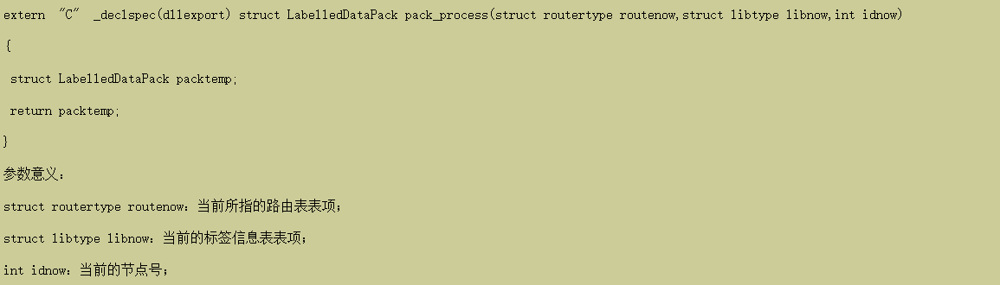 extern "C" _declspec(dllexport) struct LabelledDataPack pack_process(struct routertype routenow,struct libtype libnow,int idnow)
{
struct LabelledDataPack packtemp;
return packtemp;
}
参数意义：
struct routertype routenow：当前所指的路由表表项；
struct libtype libnow：当前的标签信息表表项；
int idnow：当前的节点号；